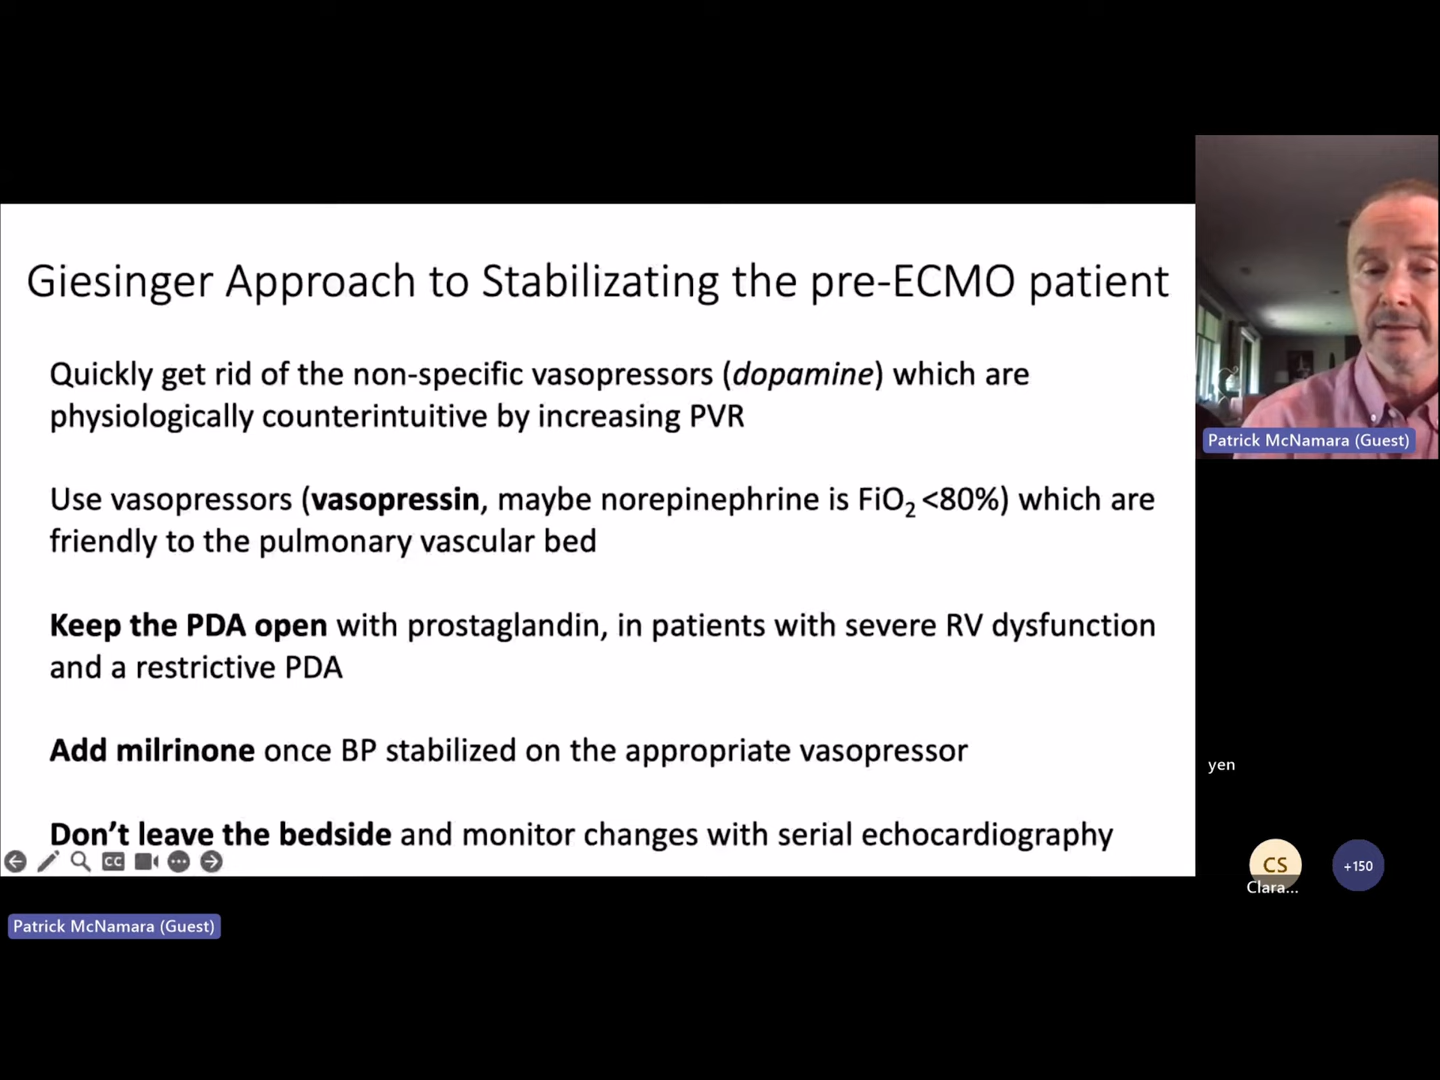 Giesinger Approach to Stabilizating the pre-ECMO patient
Quickly get rid of the non-specific vasopressors (dopamine) which are
physiologically counterintuitive by increasing PVR
Use vasopressors (vasopressin, maybe norepinephrine is FiO₂ <80%) which are
friendly to the pulmonary vascular bed
Keep the PDA open with prostaglandin, in patients with severe RV dysfunction
and a restrictive PDA
Add milrinone once BP stabilized on the appropriate vasopressor
Don't leave the bedside and monitor changes with serial echocardiography
CC
Patrick McNamara (Guest)
Patrick McNamara (Guest)
yen
CS
Clara...
+150